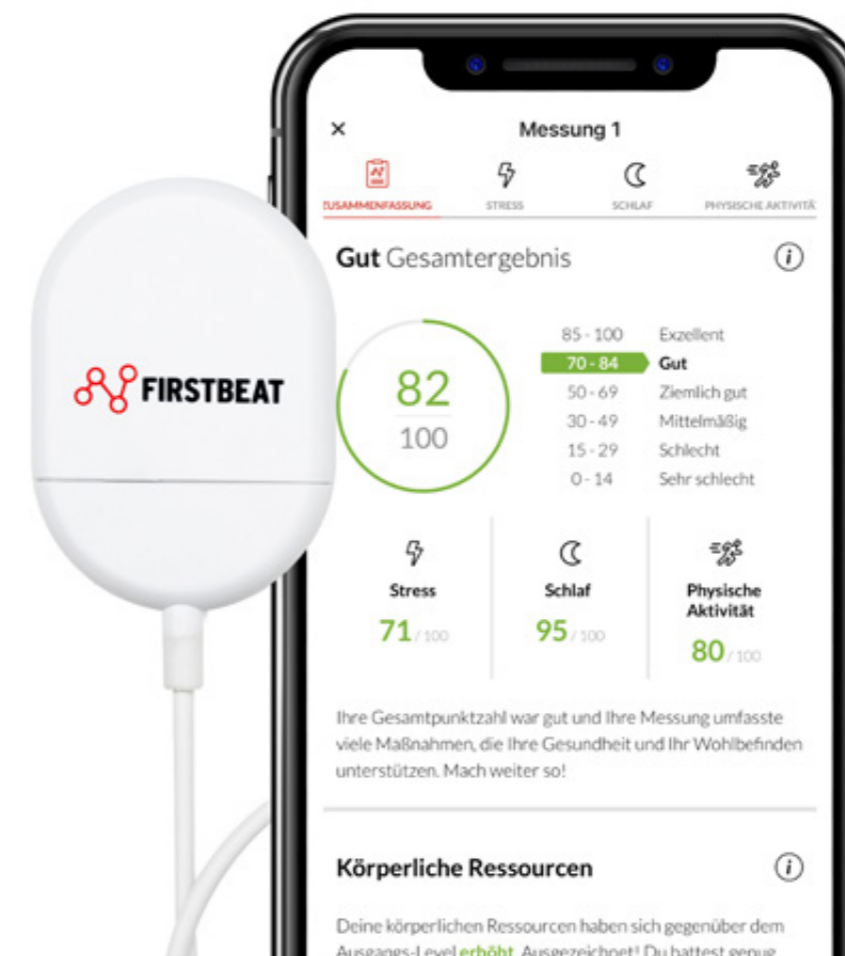 FIRSTBEAT
×
Messung 1
ZUSAMMENFASSUNG
STRESS
SCHLAF
PHYSISCHE AKTIVITÄ
Gut Gesamtergebnis
i
82
100
85 - 100 Exzellent
70 - 84 Gut
50 - 69 Ziemlich gut
30 - 49 Mittelmäßig
15 - 29 Schlecht
0 - 14 Sehr schlecht
Stress
71 / 100
Schlaf
95 / 100
Physische
Aktivität
80 / 100
Ihre Gesamtpunktzahl war gut und Ihre Messung umfasste
viele Maßnahmen, die Ihre Gesundheit und Ihr Wohlbefinden
unterstützen. Mach weiter so!
Körperliche Ressourcen
i
Deine körperlichen Ressourcen haben sich gegenüber dem
Ausgangs-Level erhöht. Ausgezeichnet! Du hattest genug